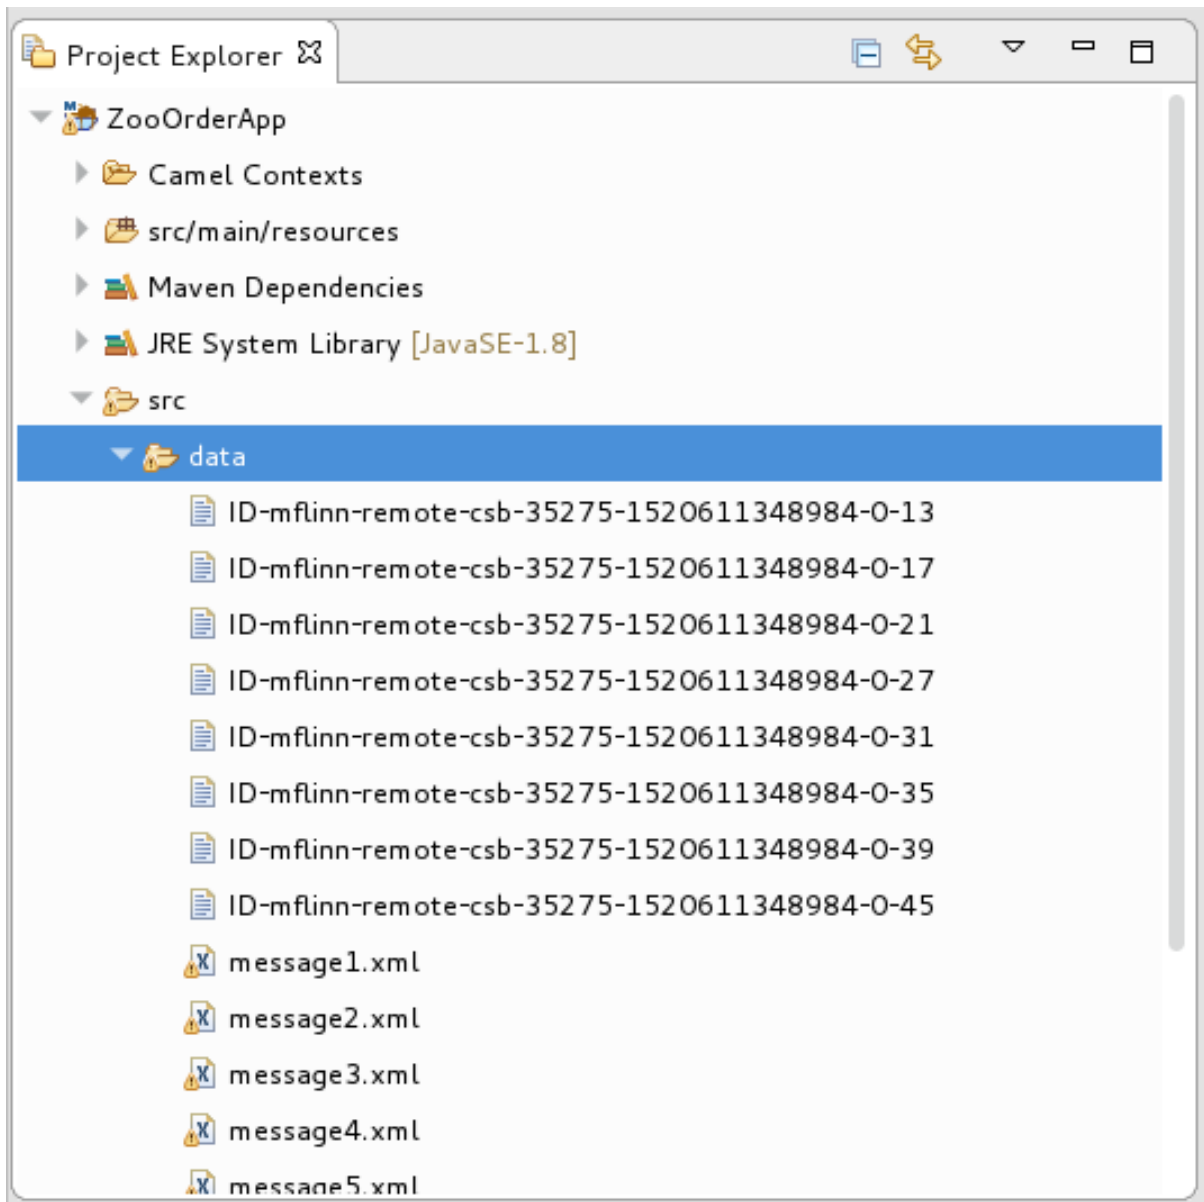 Project Explorer
ZooOrderApp
Camel Contexts
src/main/resources
Maven Dependencies
JRE System Library [JavaSE-1.8]
src
data
ID-mflinn-remote-csb-35275-1520611348984-0-13
ID-mflinn-remote-csb-35275-1520611348984-0-17
ID-mflinn-remote-csb-35275-1520611348984-0-21
ID-mflinn-remote-csb-35275-1520611348984-0-27
ID-mflinn-remote-csb-35275-1520611348984-0-31
ID-mflinn-remote-csb-35275-1520611348984-0-35
ID-mflinn-remote-csb-35275-1520611348984-0-39
ID-mflinn-remote-csb-35275-1520611348984-0-45
message1.xml
message2.xml
message3.xml
message4.xml
message5.xml